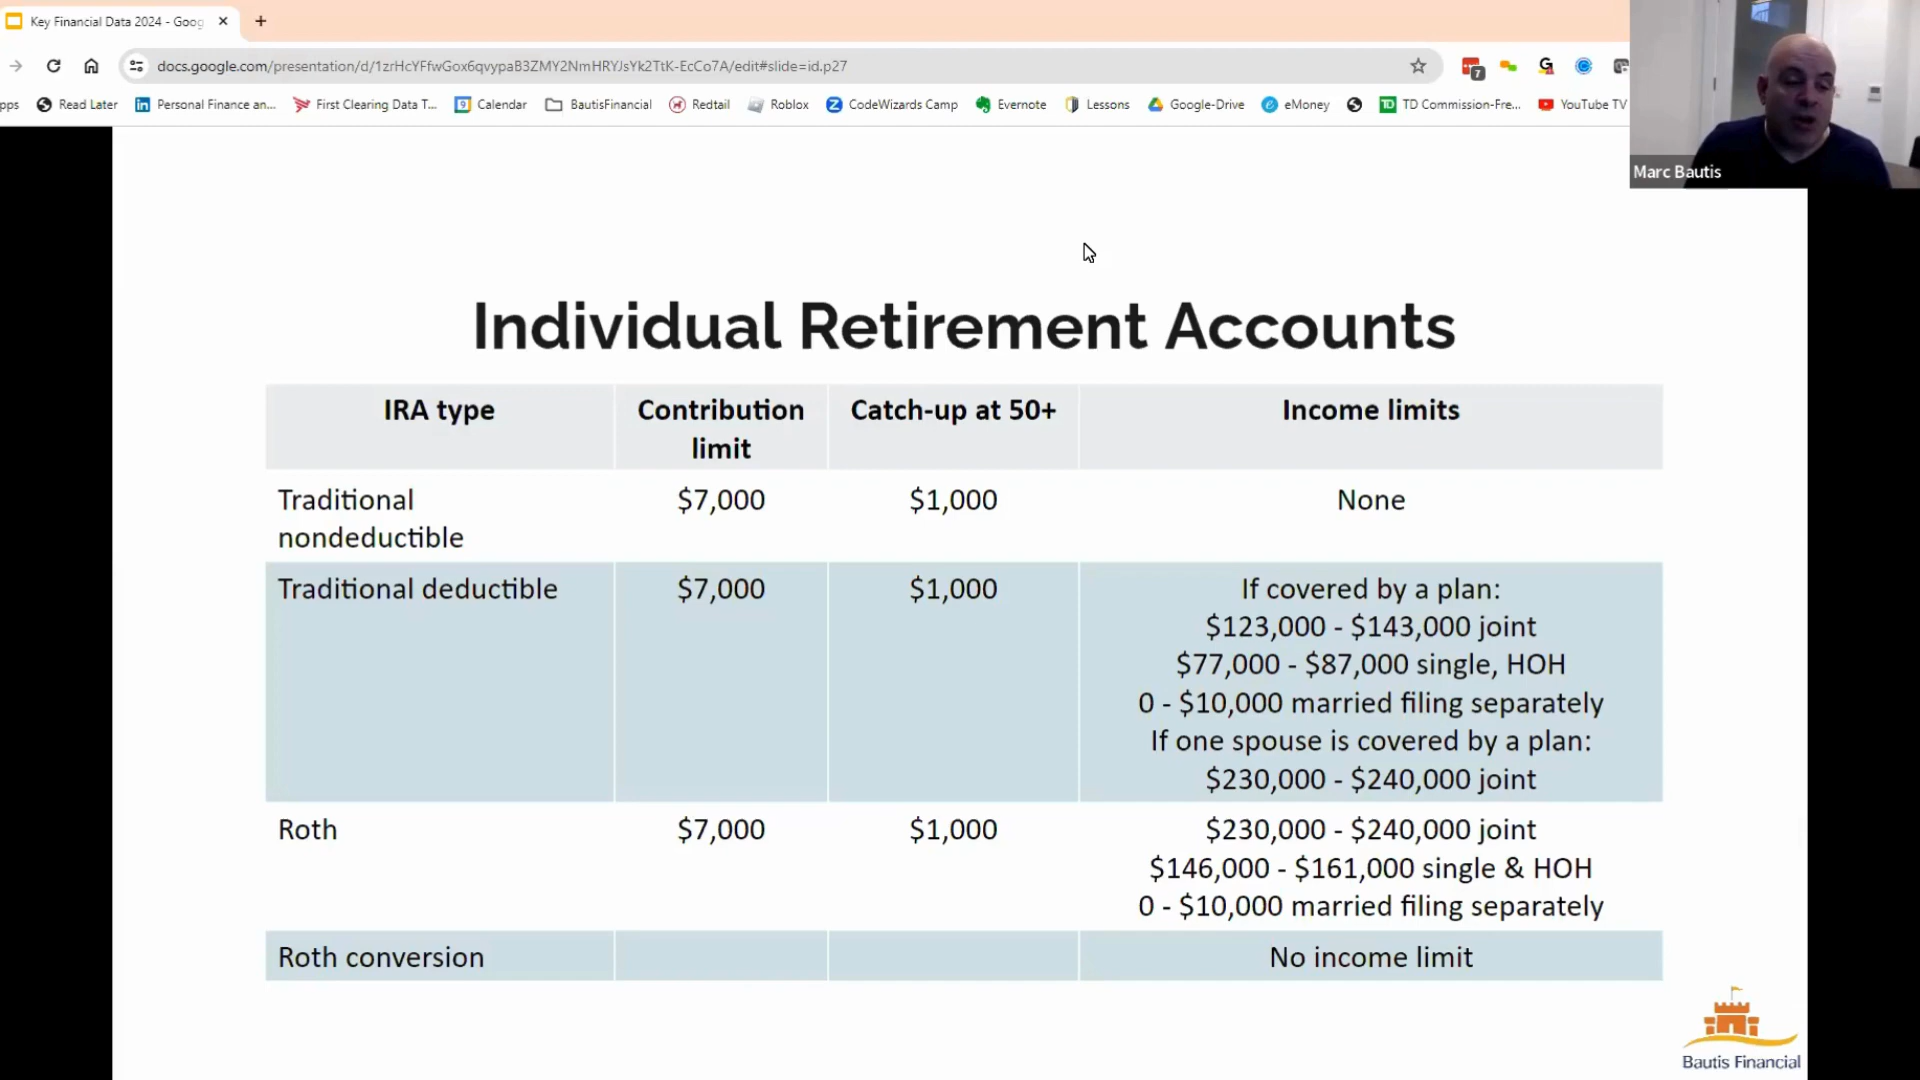 Key Financial Data 2024 - Goog
docs.google.com/presentation/d/1zrHcYFfwGox6qvypaB3ZMY2NmHRYJsYk2TtK-EcCo7A/edit#slide=id.p27
7
pps Read Later Personal Finance an... First Clearing Data T... 9 Calendar BautisFinancial Redtail Roblox CodeWizards Camp Evernote Lessons Google-Drive eMoney TD TD Commission-Fre... YouTube TV
Marc Bautis
Individual Retirement Accounts
IRA type Contribution limit Catch-up at 50+ Income limits
Traditional nondeductible $7,000 $1,000 None
Traditional deductible $7,000 $1,000 If covered by a plan:
$123,000 - $143,000 joint
$77,000 - $87,000 single, HOH
0 - $10,000 married filing separately
If one spouse is covered by a plan:
$230,000 - $240,000 joint
Roth $7,000 $1,000 $230,000 - $240,000 joint
$146,000 - $161,000 single & HOH
0 - $10,000 married filing separately
Roth conversion No income limit
Bautis Financial